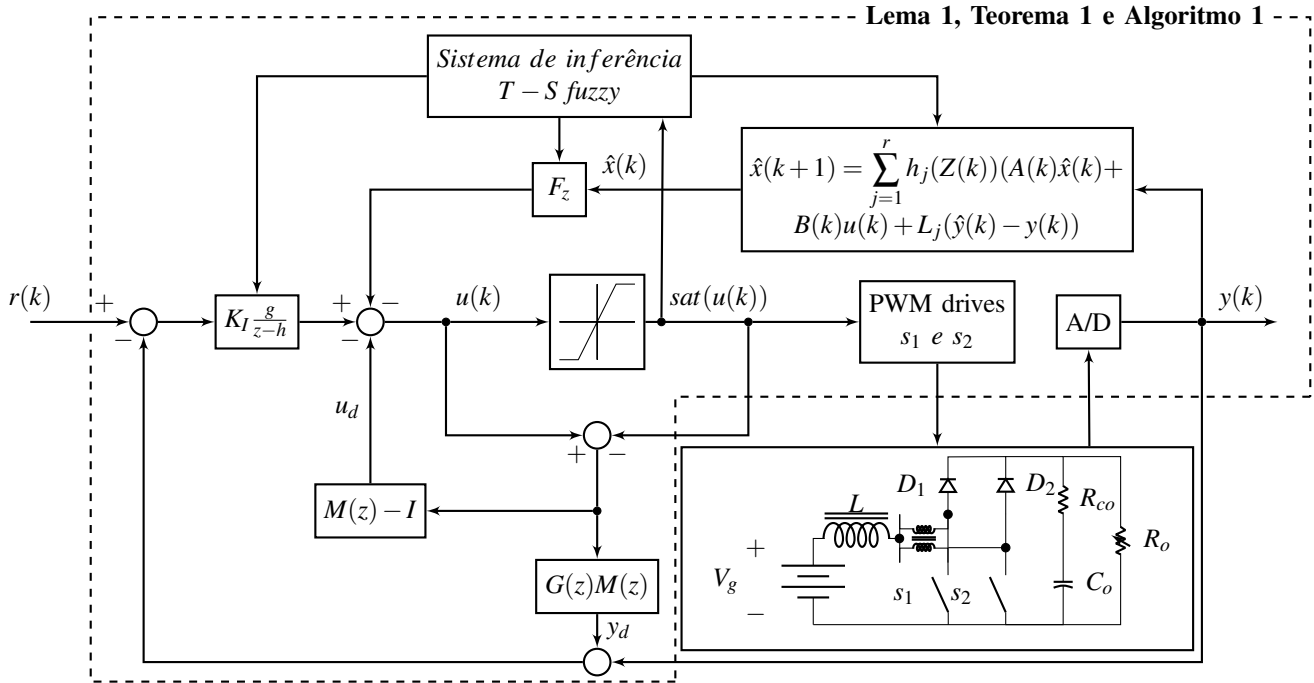 Lema 1, Teorema 1 e Algoritmo 1
Sistema de inferência
T − S fuzzy
x̂(k+1) = ∑_{j=1}^{r} h_j(Z(k))(A(k)x̂(k)+
B(k)u(k) + L_j(ŷ(k) − y(k))
x̂(k)
F_z
r(k)
+
−
K_I g/(z−h)
+
−
−
u(k)
sat(u(k))
PWM drives
s_1 e s_2
A/D
y(k)
u_d
+
−
M(z) − I
G(z)M(z)
y_d
D_1
D_2
L
R_co
R_o
+
V_g
−
s_1
s_2
C_o